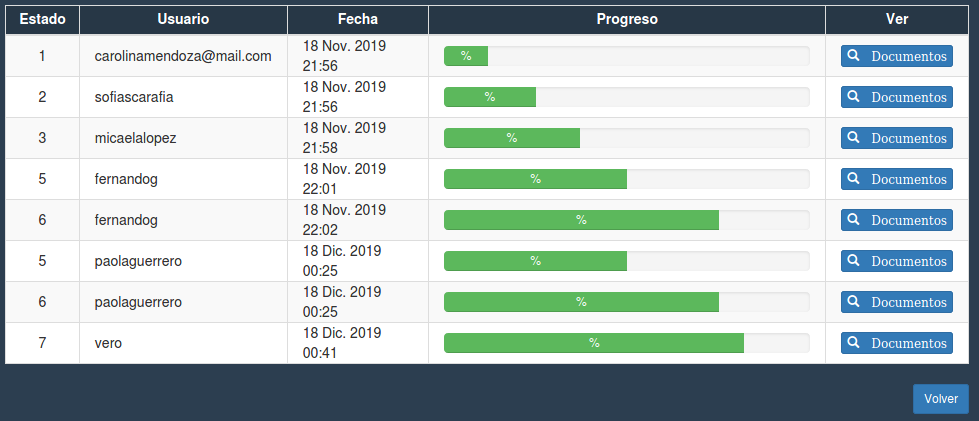 Estado Usuario Fecha Progreso Ver
1 carolinamendoza@mail.com 18 Nov. 2019 21:56 % Documentos
2 sofiascarafia 18 Nov. 2019 21:56 % Documentos
3 micaelalopez 18 Nov. 2019 21:58 % Documentos
5 fernandog 18 Nov. 2019 22:01 % Documentos
6 fernandog 18 Nov. 2019 22:02 % Documentos
5 paolaguerrero 18 Dic. 2019 00:25 % Documentos
6 paolaguerrero 18 Dic. 2019 00:25 % Documentos
7 vero 18 Dic. 2019 00:41 % Documentos
Volver